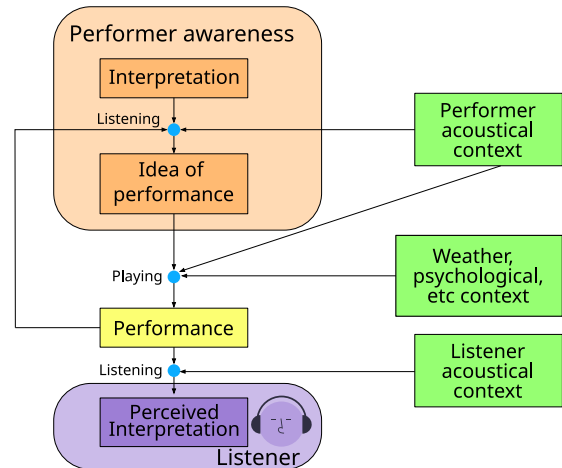 Performer awareness
Interpretation
Listening
Performer
acoustical
context
Idea of
performance
Playing
Weather,
psychological,
etc context
Performance
Listening
Listener
acoustical
context
Perceived
Interpretation
Listener